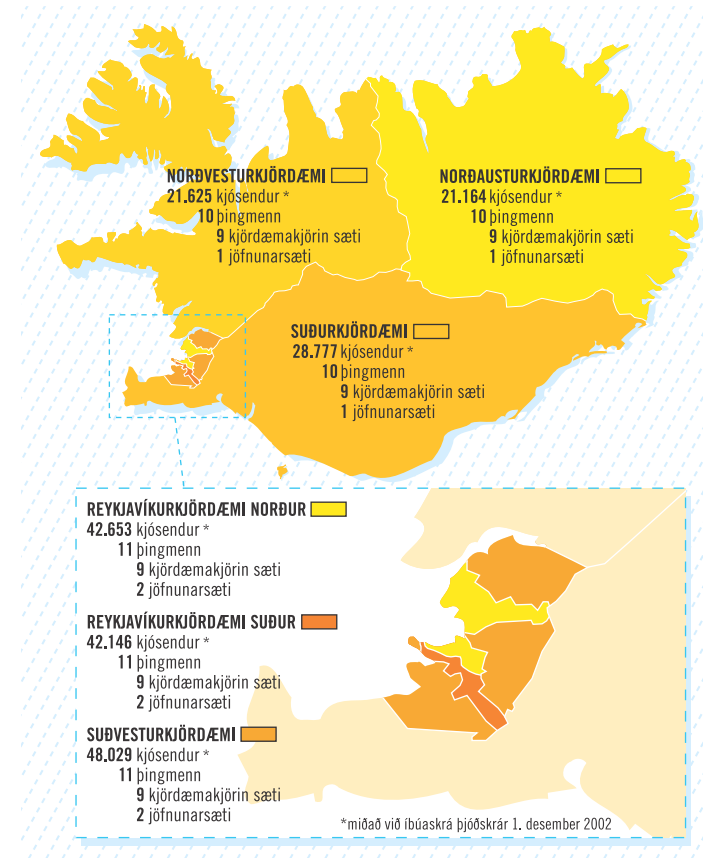 NORÐVESTURKJÖRDÆMI
21.625 kjósendur *
10 þingmenn
9 kjördæmakjörin sæti
1 jöfnunarsæti
NORÐAUSTURKJÖRDÆMI
21.164 kjósendur *
10 þingmenn
9 kjördæmakjörin sæti
1 jöfnunarsæti
SUÐURKJÖRDÆMI
28.777 kjósendur *
10 þingmenn
9 kjördæmakjörin sæti
1 jöfnunarsæti
REYKJAVÍKURKJÖRDÆMI NORÐUR
42.653 kjósendur *
11 þingmenn
9 kjördæmakjörin sæti
2 jöfnunarsæti
REYKJAVÍKURKJÖRDÆMI SUÐUR
42.146 kjósendur *
11 þingmenn
9 kjördæmakjörin sæti
2 jöfnunarsæti
SUÐVESTURKJÖRDÆMI
48.029 kjósendur *
11 þingmenn
9 kjördæmakjörin sæti
2 jöfnunarsæti
*miðað við íbúaskrá þjóðskrár 1. desember 2002